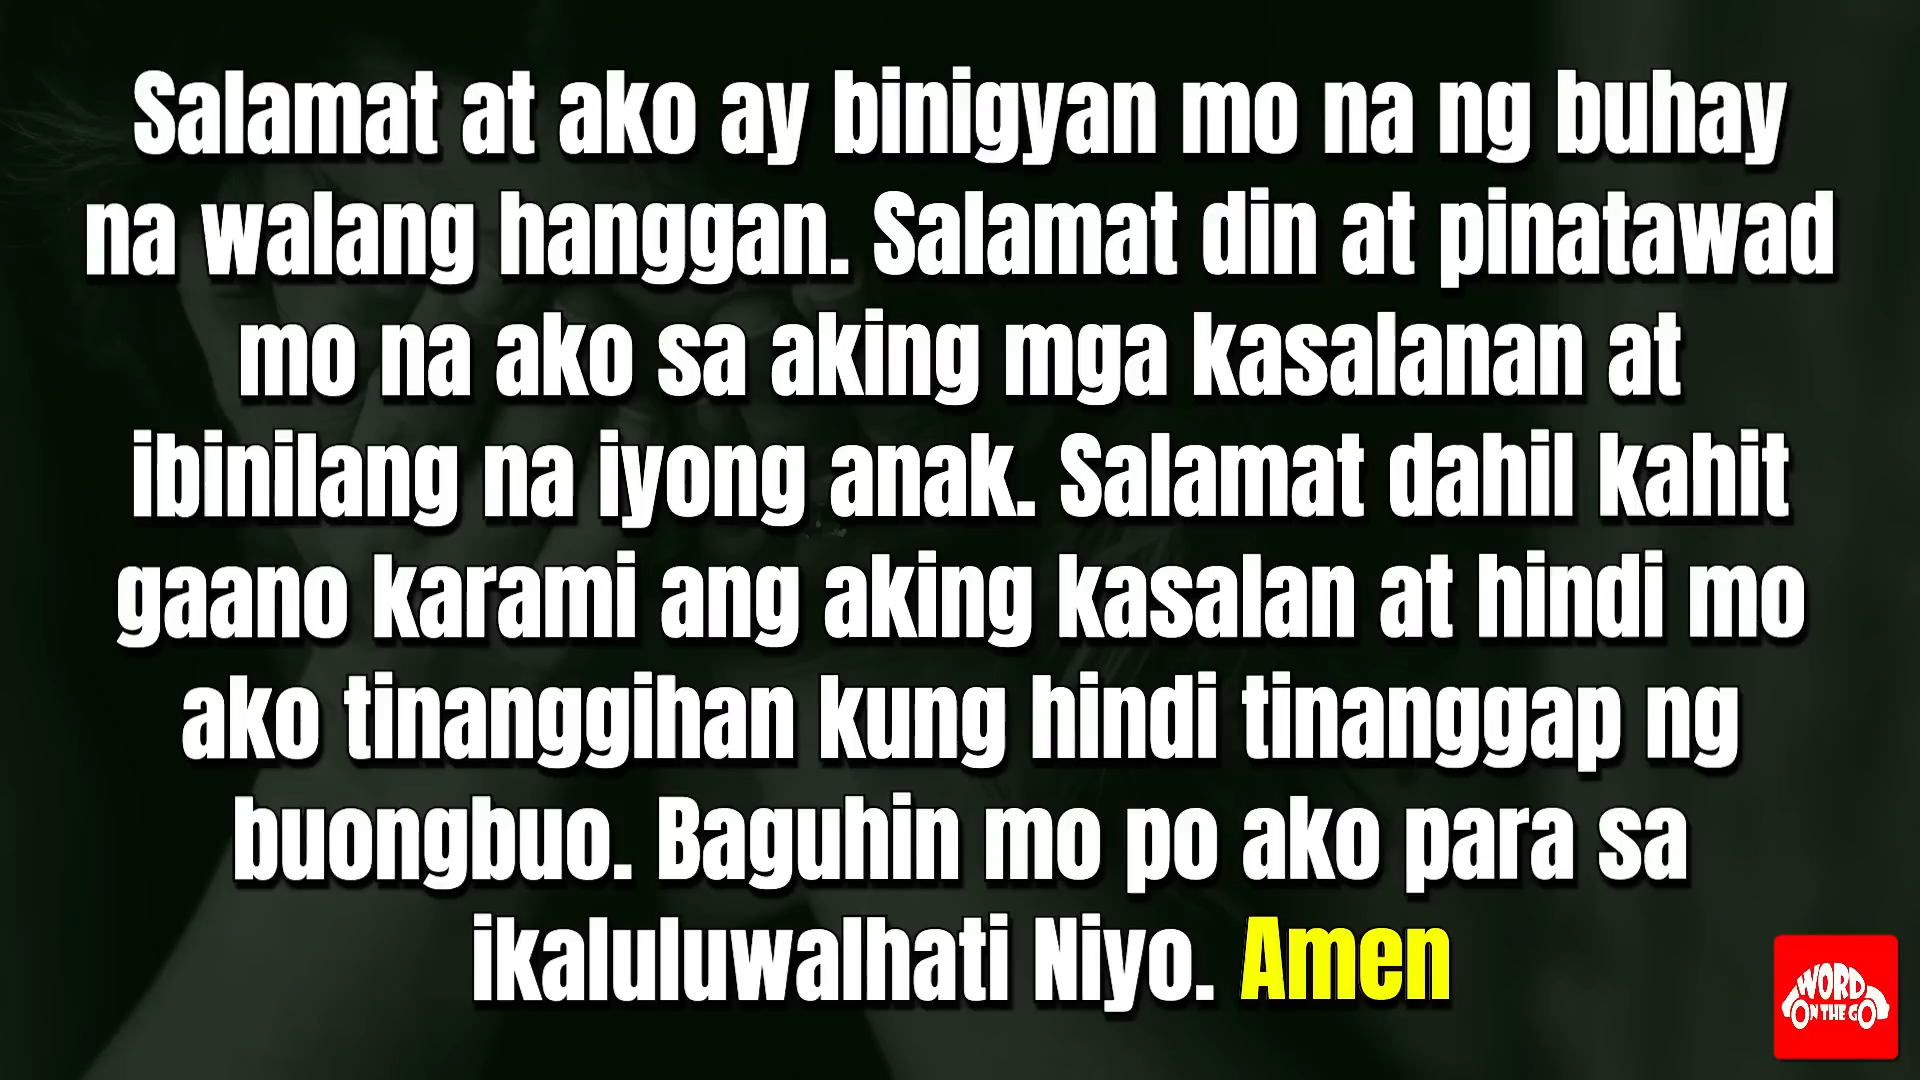 Salamat at ako ay binigyan mo na ng buhay
na walang hanggan. Salamat din at pinatawad
mo na ako sa aking mga kasalanan at
ibinilang na iyong anak. Salamat dahil kahit
gaano karami ang aking kasalan at hindi mo
ako tinanggihan kung hindi tinanggap ng
buongbuo. Baguhin mo po ako para sa
ikaluluwalhati Niyo. Amen
WORD
ON THE GO